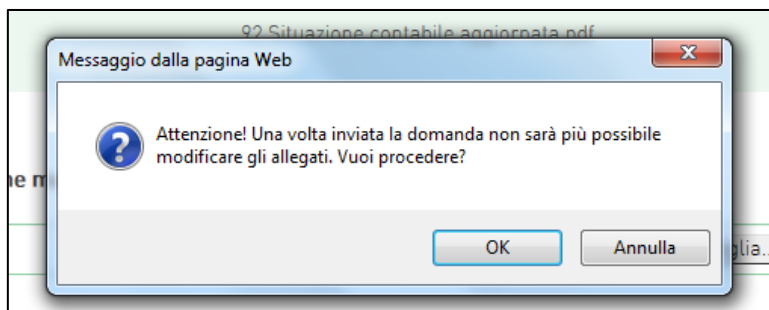 92 Situazione contabile aggiornata.pdf
Messaggio dalla pagina Web
Attenzione! Una volta inviata la domanda non sarà più possibile
modificare gli allegati. Vuoi procedere?
OK
Annulla